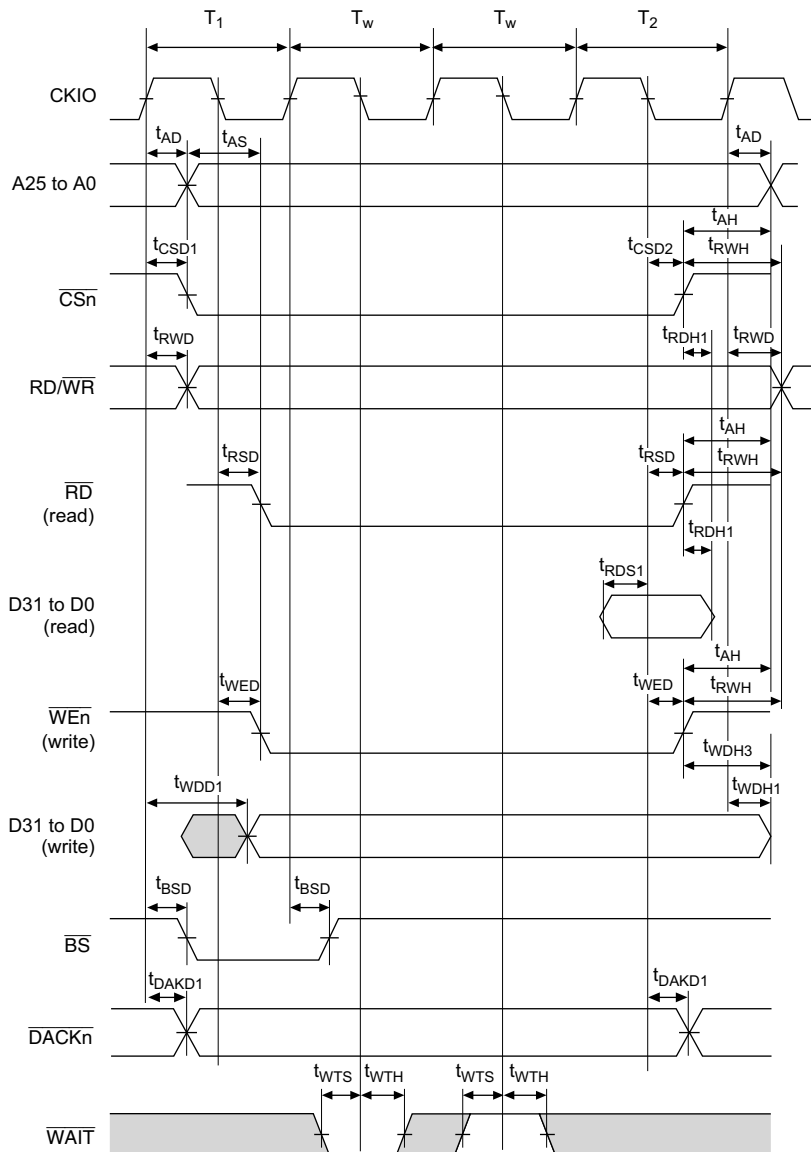 T1 Tw Tw T2
CKIO
tAD tAS tAD
A25 to A0
tAH
tCSD1 tCSD2 tRWH
CSn
tRWD tRDH1 tRWD
RD/WR
tAH
tRSD tRSD tRWH
RD
(read)
tRDH1
tRDS1
D31 to D0
(read)
tAH
tWED tWED tRWH
WEn
(write)
tWDH3
tWDD1 tWDH1
D31 to D0
(write)
tBSD tBSD
BS
tDAKD1 tDAKD1
DACKn
tWTS tWTH tWTS tWTH
WAIT